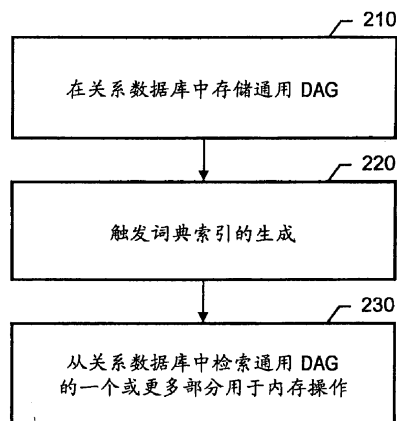 210
在关系数据库中存储通用 DAG
220
触发词典索引的生成
230
从关系数据库中检索通用 DAG
的一个或更多部分用于内存操作